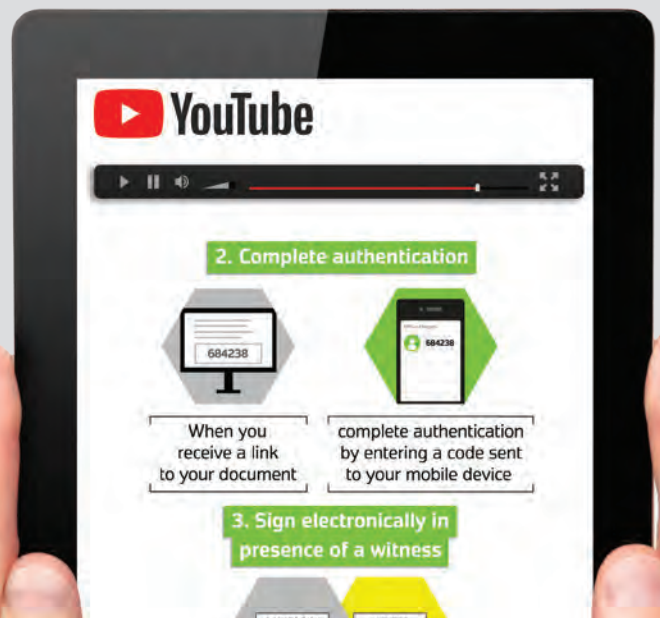 YouTube
2. Complete authentication
684238
684238
When you
receive a link
to your document
complete authentication
by entering a code sent
to your mobile device
3. Sign electronically in
presence of a witness